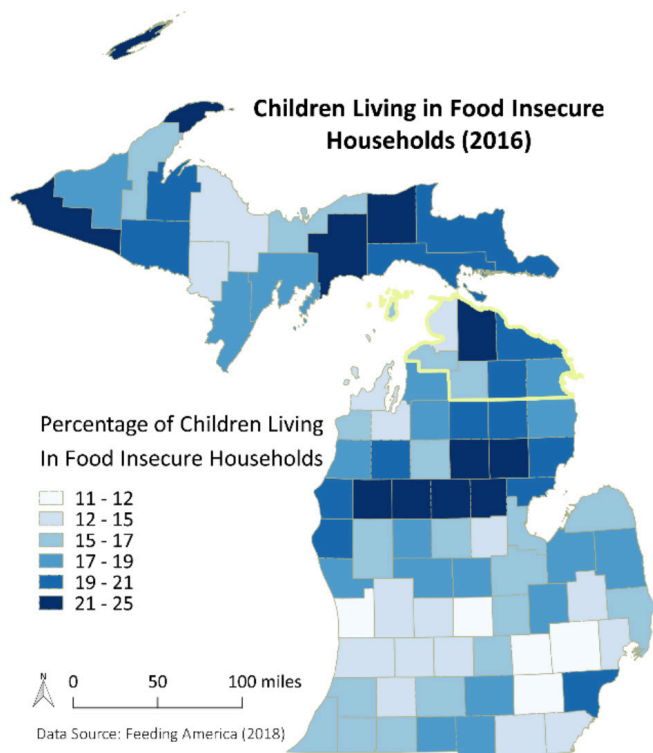 Children Living in Food Insecure
Households (2016)
Percentage of Children Living
In Food Insecure Households
11 - 12
12 - 15
15 - 17
17 - 19
19 - 21
21 - 25
N
0 50 100 miles
Data Source: Feeding America (2018)